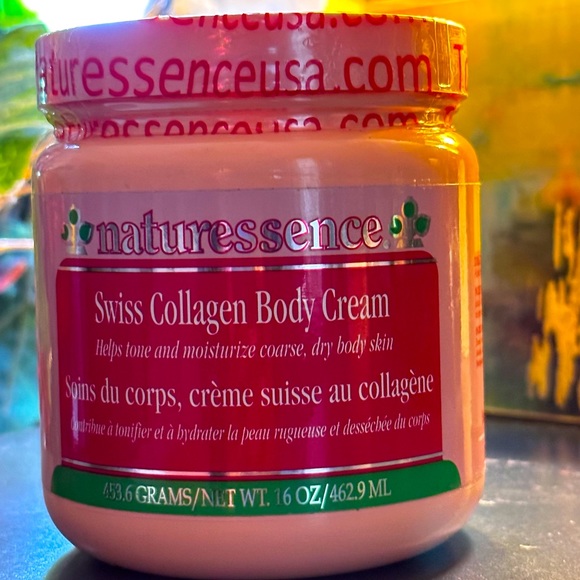 turessenceusa.com
naturessence
Swiss Collagen Body Cream
Helps tone and moisturize coarse, dry body skin
Soins du corps, crème suisse au collagène
Contribue à tonifier et à hydrater la peau rugueuse et desséchée du corps
453.6 GRAMS/NET WT. 16 OZ/462.9 ML